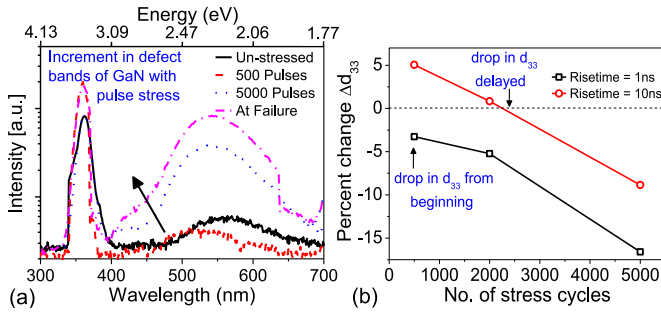 Energy (eV)
4.13 3.09 2.47 2.06 1.77
Increment in defect
bands of GaN with
pulse stress
Un-stressed
500 Pulses
5000 Pulses
At Failure
Intensity [a.u.]
300 400 500 600 700
Wavelength (nm)
(a)
Percent change Δd33
10
5
0
-5
-10
-15
drop in d33
delayed
Risetime = 1ns
Risetime = 10ns
drop in d33 from
beginning
0 1000 2000 3000 4000 5000
No. of stress cycles
(b)